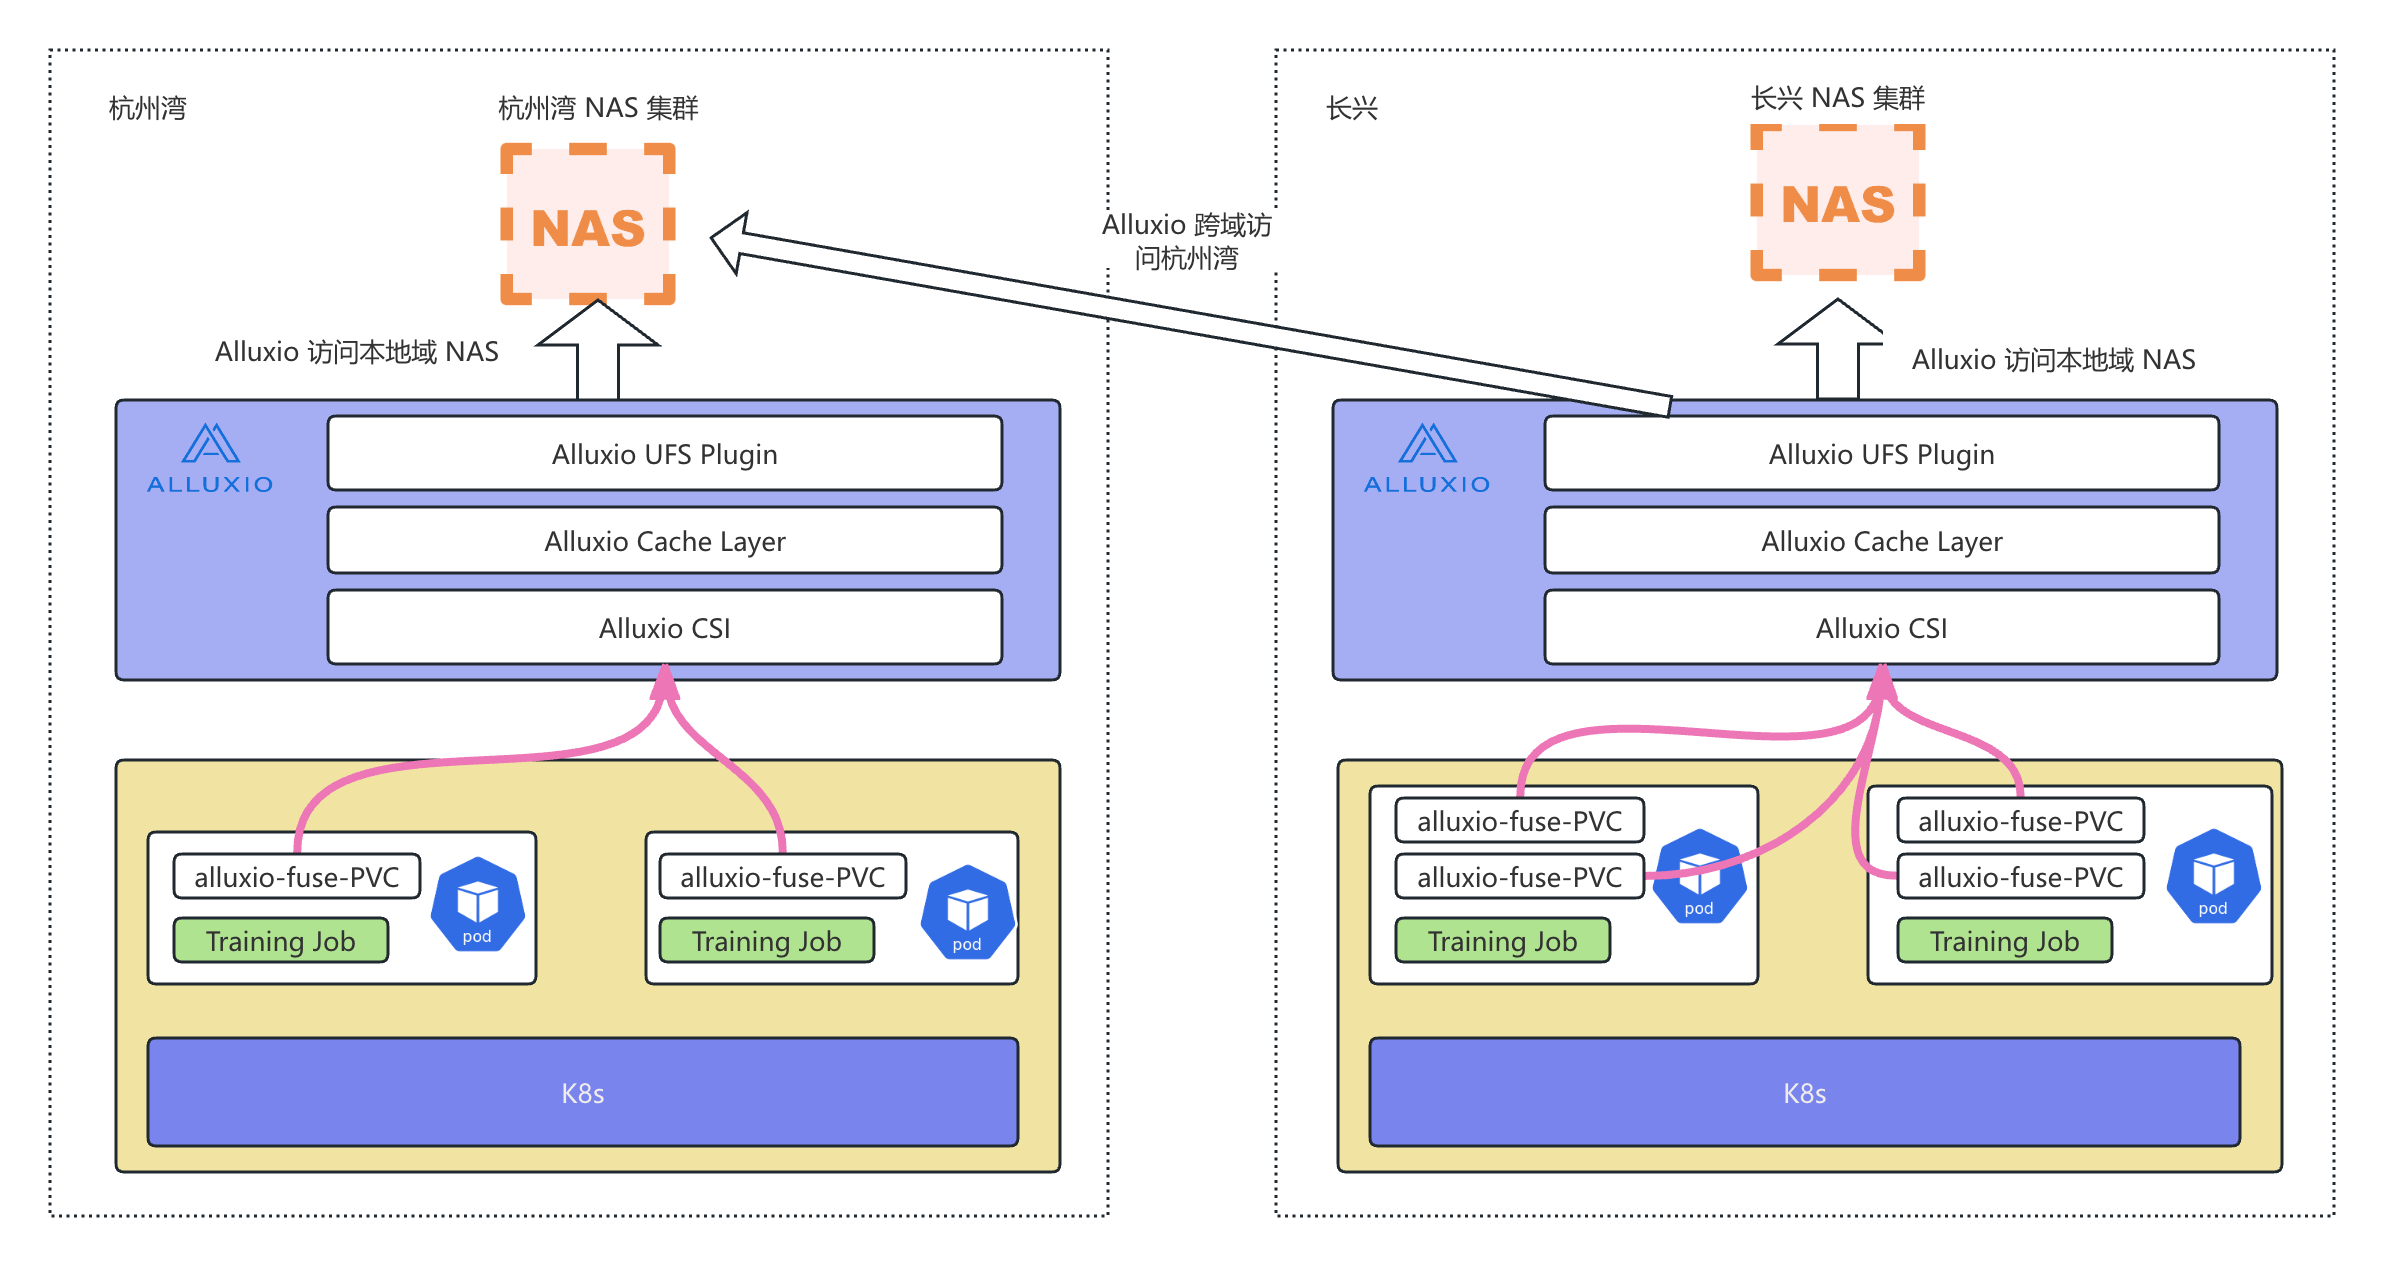 杭州湾
杭州湾 NAS 集群
NAS
Alluxio 访问本地域 NAS
ALLUXIO
Alluxio UFS Plugin
Alluxio Cache Layer
Alluxio CSI
alluxio-fuse-PVC
Training Job
pod
alluxio-fuse-PVC
Training Job
pod
K8s
Alluxio 跨域访
问杭州湾
长兴
长兴 NAS 集群
NAS
Alluxio 访问本地域 NAS
ALLUXIO
Alluxio UFS Plugin
Alluxio Cache Layer
Alluxio CSI
alluxio-fuse-PVC
alluxio-fuse-PVC
Training Job
pod
alluxio-fuse-PVC
alluxio-fuse-PVC
Training Job
pod
K8s